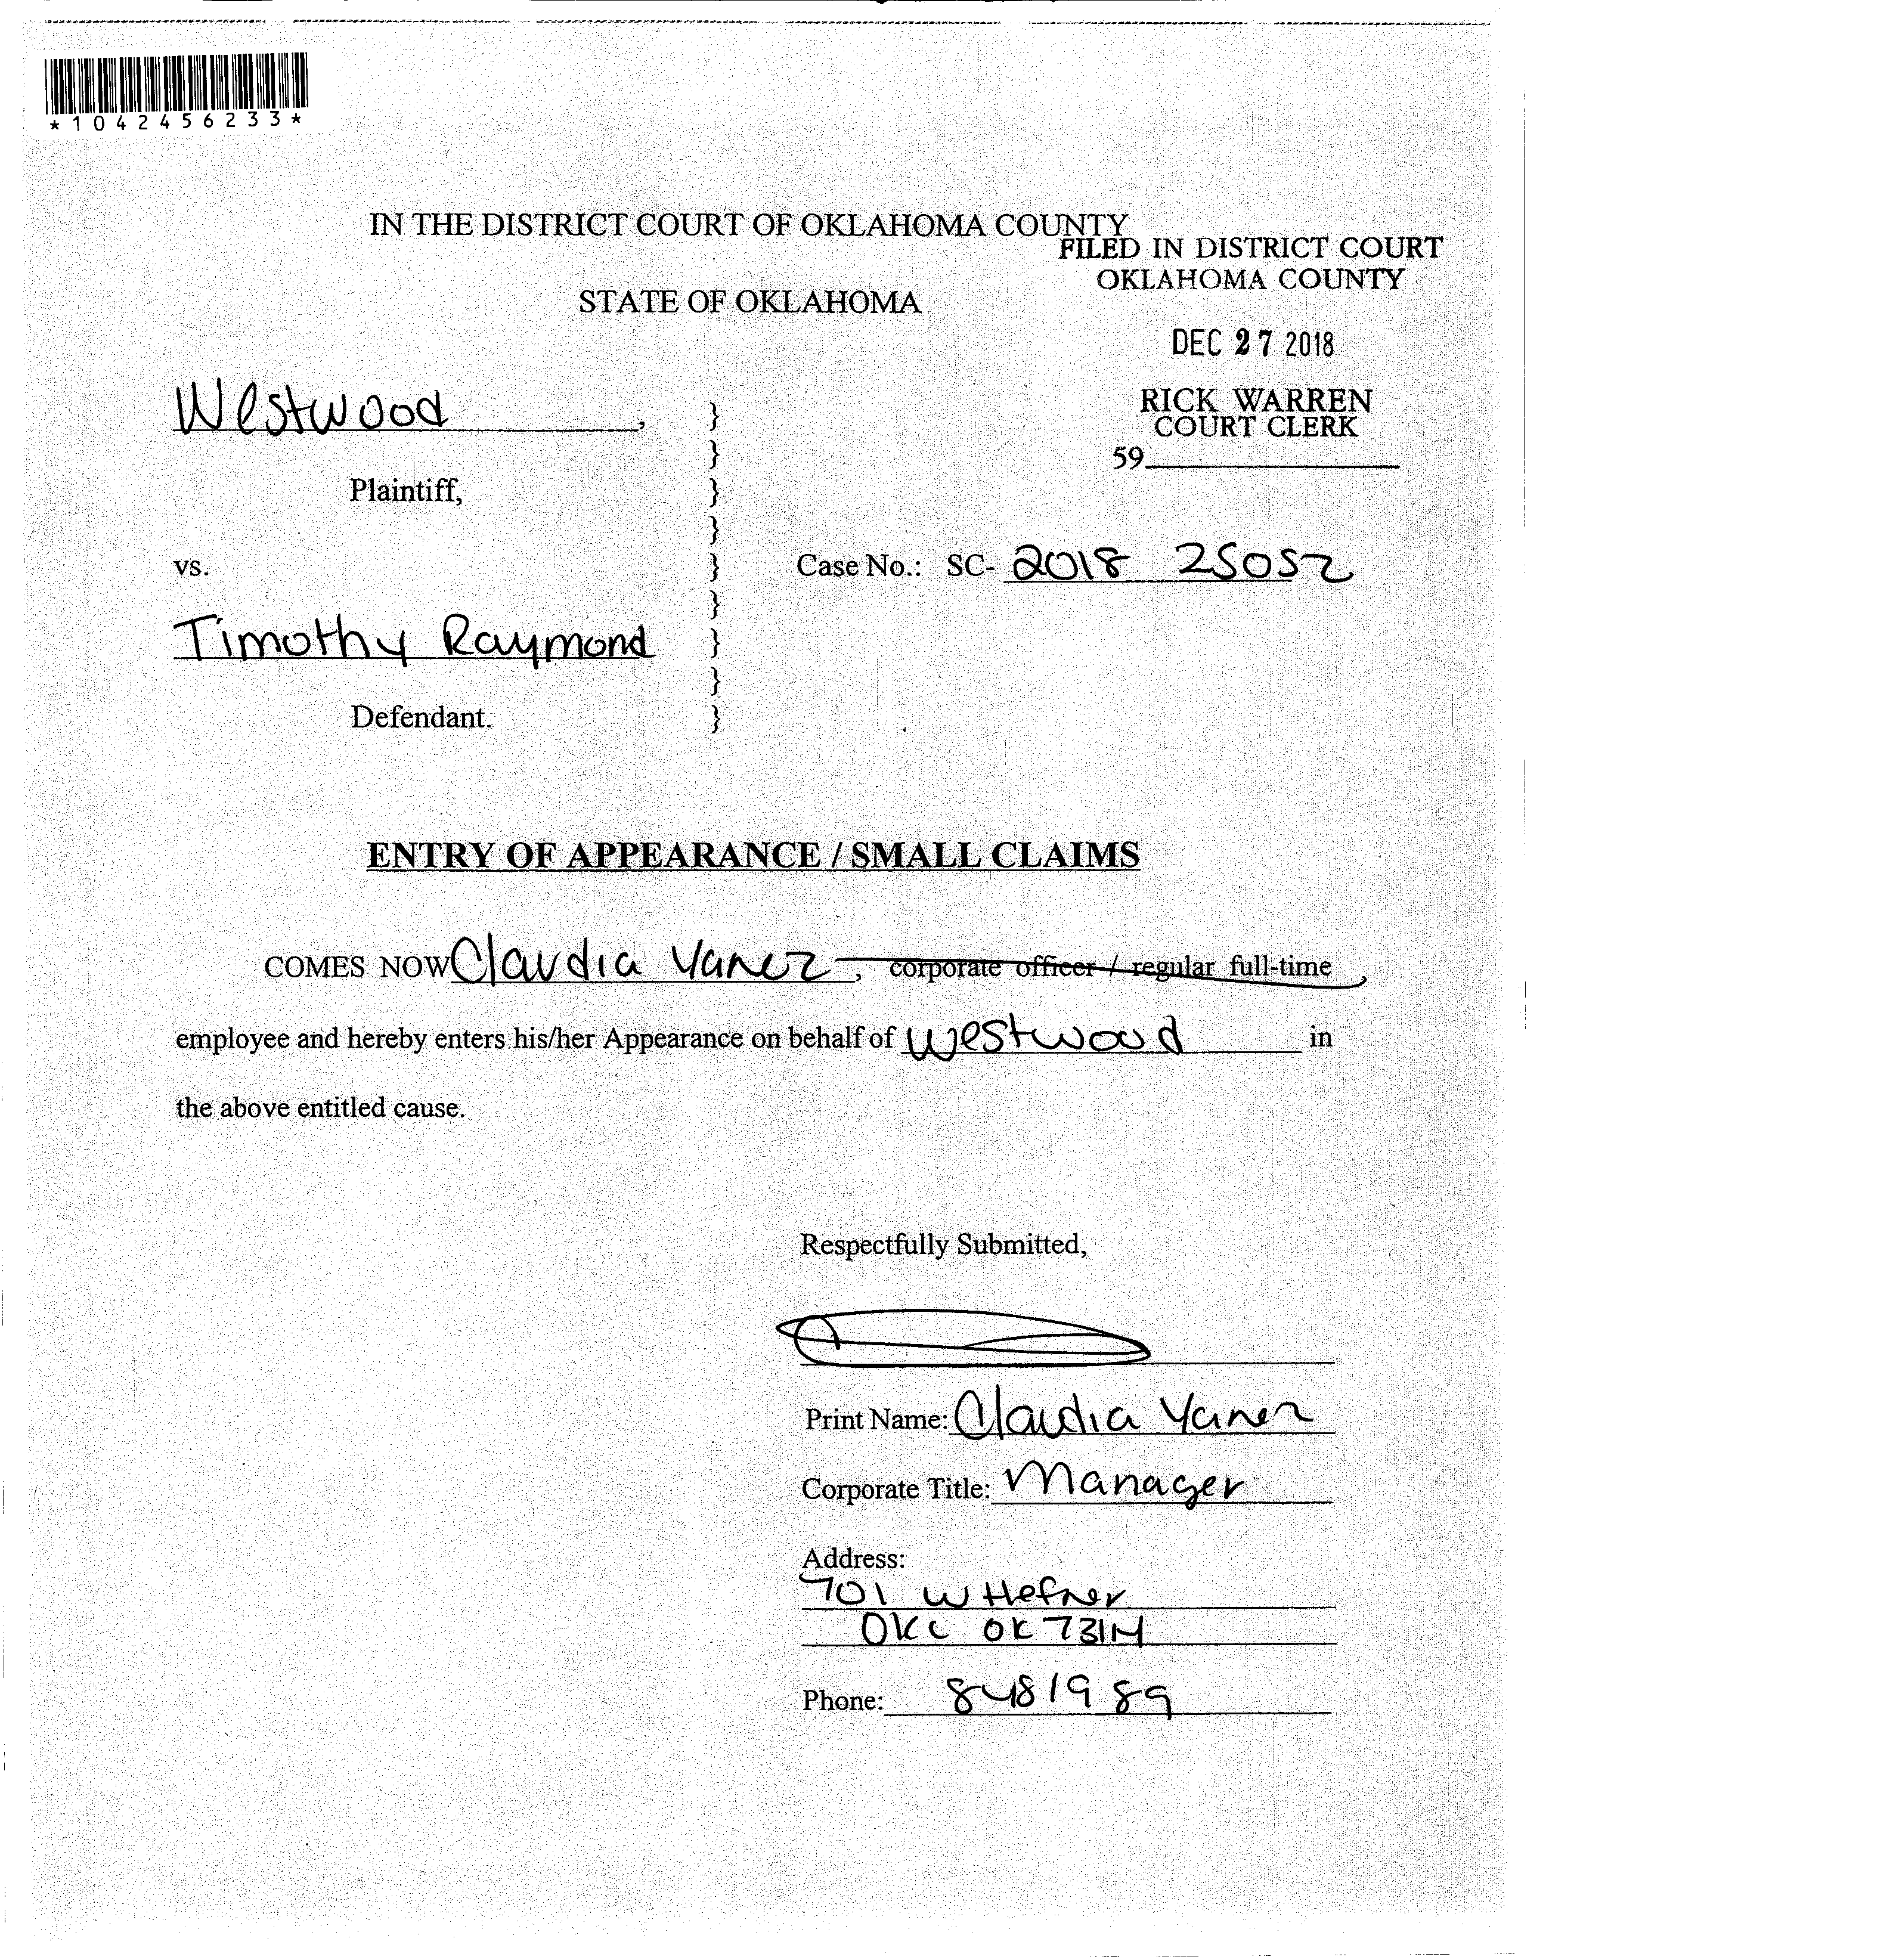 *1042456233*
IN THE DISTRICT COURT OF OKLAHOMA COUNTY
FILED IN DISTRICT COURT
OKLAHOMA COUNTY
STATE OF OKLAHOMA
DEC 27 2018
RICK WARREN
COURT CLERK
59
Westwood,
Plaintiff,
vs.
Case No.: SC- 2018 25052
Timothy Raymond
Defendant.
ENTRY OF APPEARANCE / SMALL CLAIMS
COMES NOW Claudia Yanez, corporate officer / regular full-time
employee and hereby enters his/her Appearance on behalf of Westwood in
the above entitled cause.
Respectfully Submitted,
Print Name: Claudia Yanez
Corporate Title: Manager
Address:
701 W Hefner
OKC OK 73114
Phone: 8481989